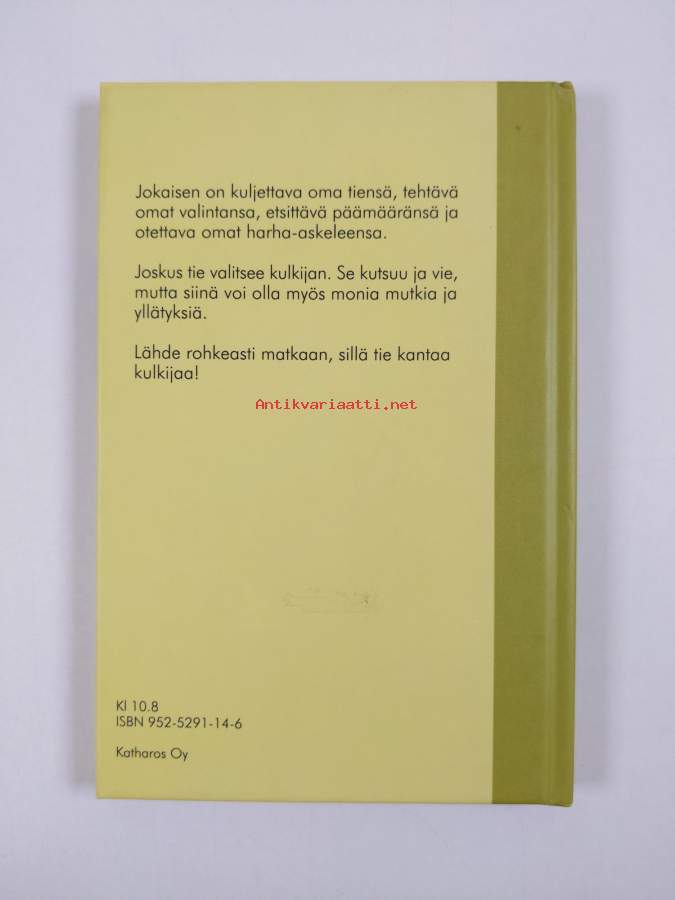 Jokaisen on kuljettava oma tiensä, tehtävä
omat valintansa, etsittävä päämääränsä ja
otettava omat harha-askeleensa.
Joskus tie valitsee kulkijan. Se kutsuu ja vie,
mutta siinä voi olla myös monia mutkia ja
yllätyksiä.
Lähde rohkeasti matkaan, sillä tie kantaa
kulkijaa!
Antikvariaatti.net
Kl 10.8
ISBN 952-5291-14-6
Katharos Oy